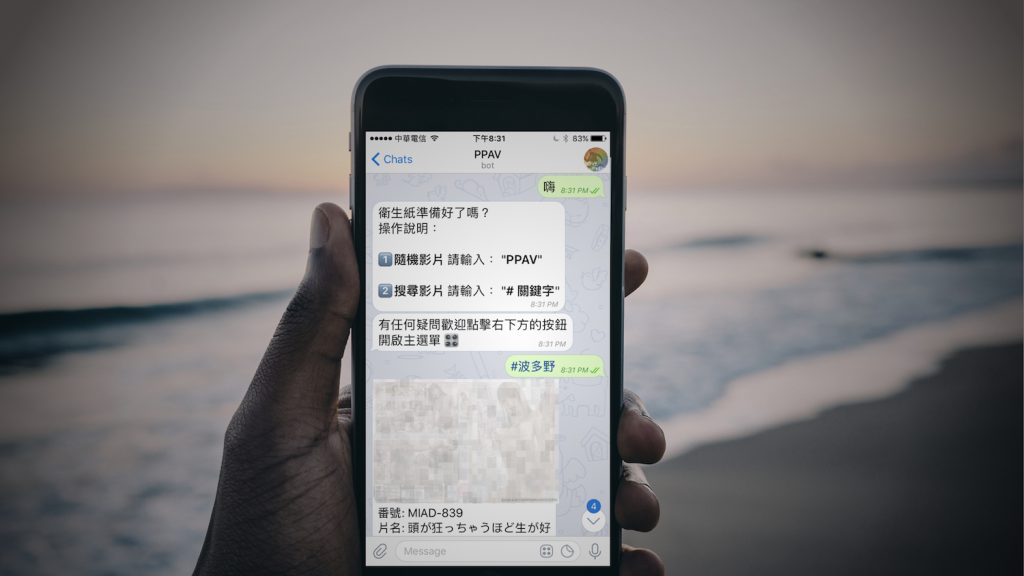 中華電信 下午8:31 83%
Chats PPAV
bot
嗨 8:31 PM
衛生紙準備好了嗎？
操作說明：
1 隨機影片 請輸入： "PPAV"
2 搜尋影片 請輸入： "# 關鍵字"
8:31 PM
有任何疑問歡迎點擊右下方的按鈕
開啟主選單 8:31 PM
#波多野 8:31 PM
番號: MIAD-839
4
片名: 頭が狂っちゃうほど生が好
Message